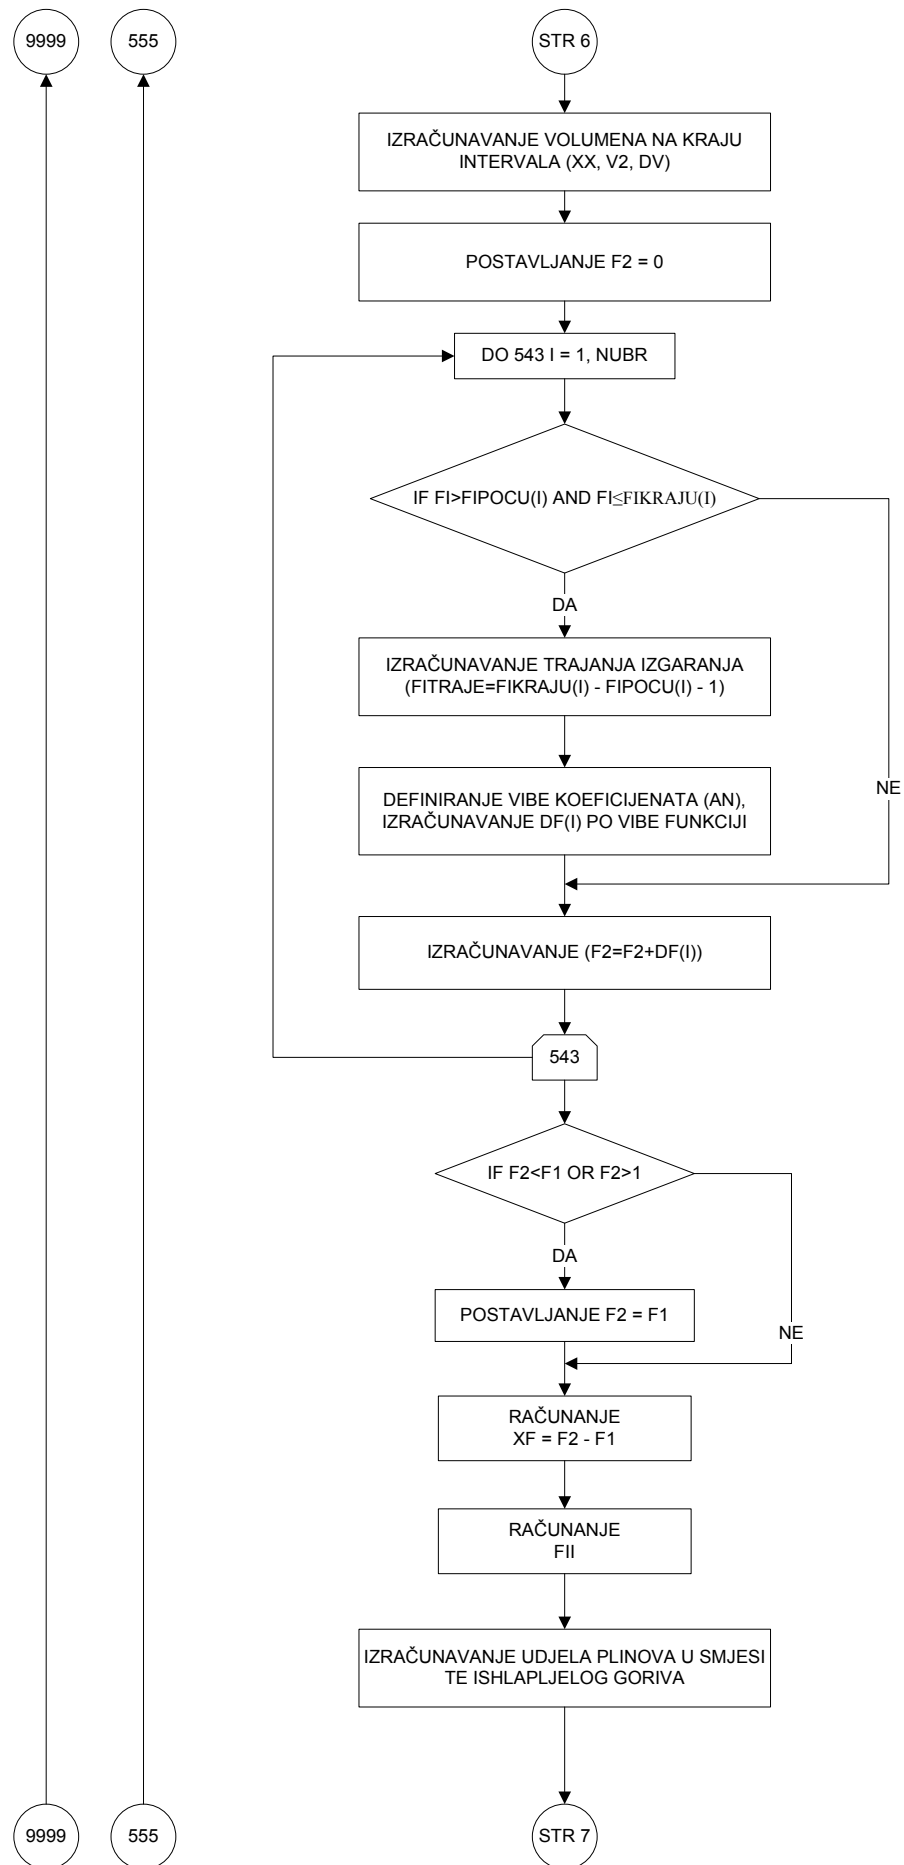 9999
555
STR 6
IZRAČUNAVANJE VOLUMENA NA KRAJU
INTERVALA (XX, V2, DV)
POSTAVLJANJE F2 = 0
DO 543 I = 1, NUBR
IF FI>FIPOCU(I) AND FI≤FIKRAJU(I)
DA
IZRAČUNAVANJE TRAJANJA IZGARANJA
(FITRAJE=FIKRAJU(I) - FIPOCU(I) - 1)
NE
DEFINIRANJE VIBE KOEFICIJENATA (AN),
IZRAČUNAVANJE DF(I) PO VIBE FUNKCIJI
IZRAČUNAVANJE (F2=F2+DF(I))
543
IF F2<F1 OR F2>1
DA
POSTAVLJANJE F2 = F1
NE
RAČUNANJE
XF = F2 - F1
RAČUNANJE
FII
IZRAČUNAVANJE UDJELA PLINOVA U SMJESI
TE ISHLAPLJELOG GORIVA
9999
555
STR 7